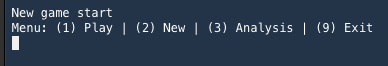 New game start
Menu: (1) Play | (2) New | (3) Analysis | (9) Exit